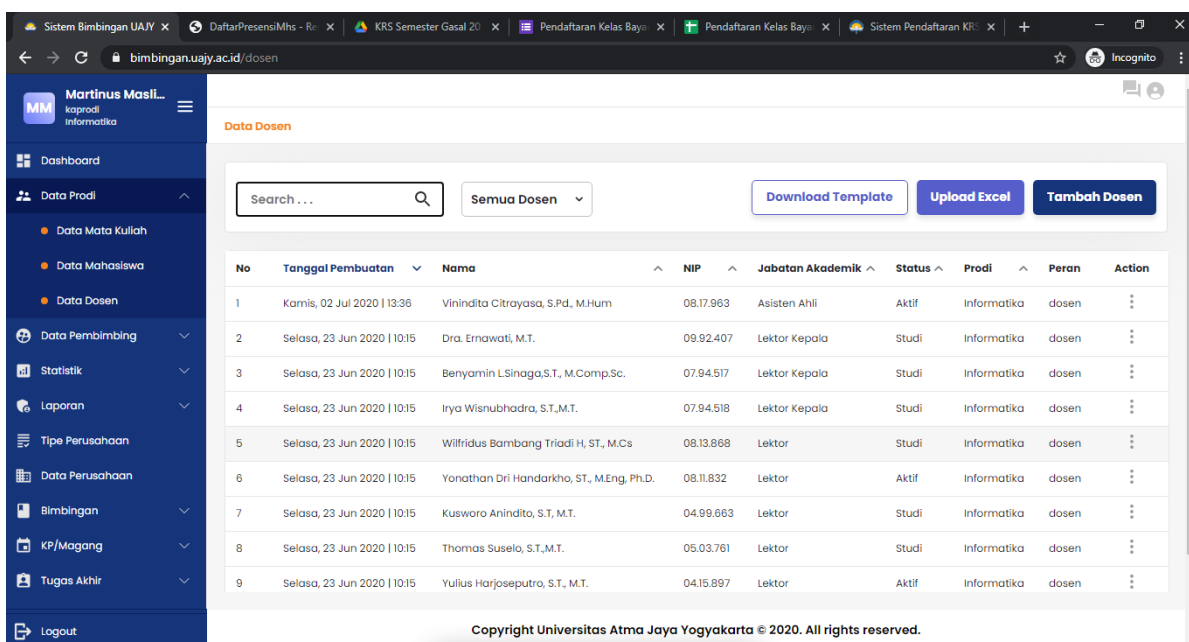 Sistem Bimbingan UAJY
DaftarPresensiMhs - Re
KRS Semester Gasal 20
Pendaftaran Kelas Baya
Pendaftaran Kelas Baya
Sistem Pendaftaran KRS
bimbingan.uajy.ac.id/dosen
Incognito
MM
Martinus Masli...
kaprodi
Informatika
Dashboard
Data Prodi
Data Mata Kuliah
Data Mahasiswa
Data Dosen
Data Pembimbing
Statistik
Laporan
Tipe Perusahaan
Data Perusahaan
Bimbingan
KP/Magang
Tugas Akhir
Logout
Data Dosen
Search . . .
Semua Dosen
Download Template
Upload Excel
Tambah Dosen
No Tanggal Pembuatan Nama NIP Jabatan Akademik Status Prodi Peran Action
1 Kamis, 02 Jul 2020 | 13:36 Vinindita Citrayasa, S.Pd., M.Hum 08.17.963 Asisten Ahli Aktif Informatika dosen
2 Selasa, 23 Jun 2020 | 10:15 Dra. Ernawati, M.T. 09.92.407 Lektor Kepala Studi Informatika dosen
3 Selasa, 23 Jun 2020 | 10:15 Benyamin L.Sinaga,S.T., M.Comp.Sc. 07.94.517 Lektor Kepala Studi Informatika dosen
4 Selasa, 23 Jun 2020 | 10:15 Irya Wisnubhadra, S.T.,M.T. 07.94.518 Lektor Kepala Studi Informatika dosen
5 Selasa, 23 Jun 2020 | 10:15 Wilfridus Bambang Triadi H, ST., M.Cs 08.13.868 Lektor Studi Informatika dosen
6 Selasa, 23 Jun 2020 | 10:15 Yonathan Dri Handarkho, ST., M.Eng, Ph.D. 08.11.832 Lektor Aktif Informatika dosen
7 Selasa, 23 Jun 2020 | 10:15 Kusworo Anindito, S.T, M.T. 04.99.663 Lektor Studi Informatika dosen
8 Selasa, 23 Jun 2020 | 10:15 Thomas Suselo, S.T.,M.T. 05.03.761 Lektor Studi Informatika dosen
9 Selasa, 23 Jun 2020 | 10:15 Yulius Harjoseputro, S.T., M.T. 04.15.897 Lektor Aktif Informatika dosen
Copyright Universitas Atma Jaya Yogyakarta © 2020. All rights reserved.